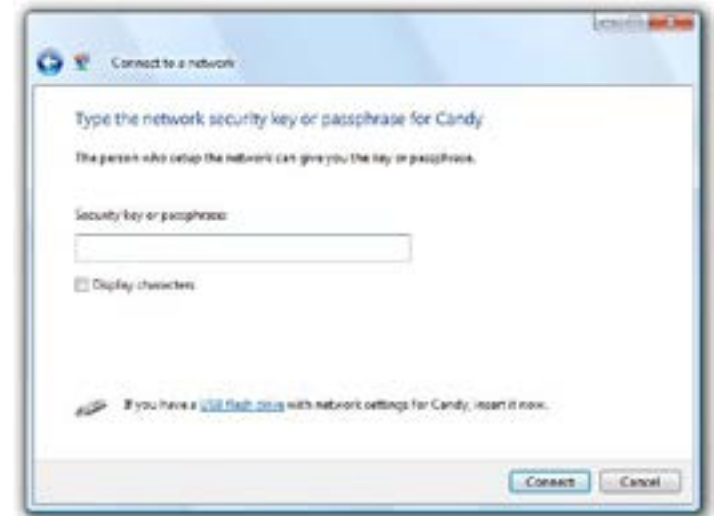 Connect to a network
Type the network security key or passphrase for Candy
The person who setup the network can give you the key or passphrase.
Security key or passphrase:
Display characters
If you have a USB flash drive with network settings for Candy, insert it now.
Connect Cancel